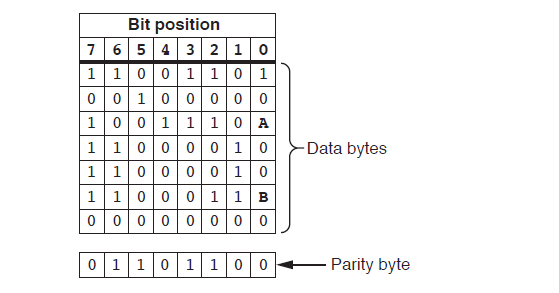 Bit position
7 6 5 4 3 2 1 0
1 1 0 0 1 1 0 1
0 0 1 0 0 0 0 0
1 0 0 1 1 1 0 A
1 1 0 0 0 0 1 0
1 1 0 0 0 0 1 0
1 1 0 0 0 1 1 B
0 0 0 0 0 0 0 0
Data bytes
0 1 1 0 1 1 0 0
Parity byte